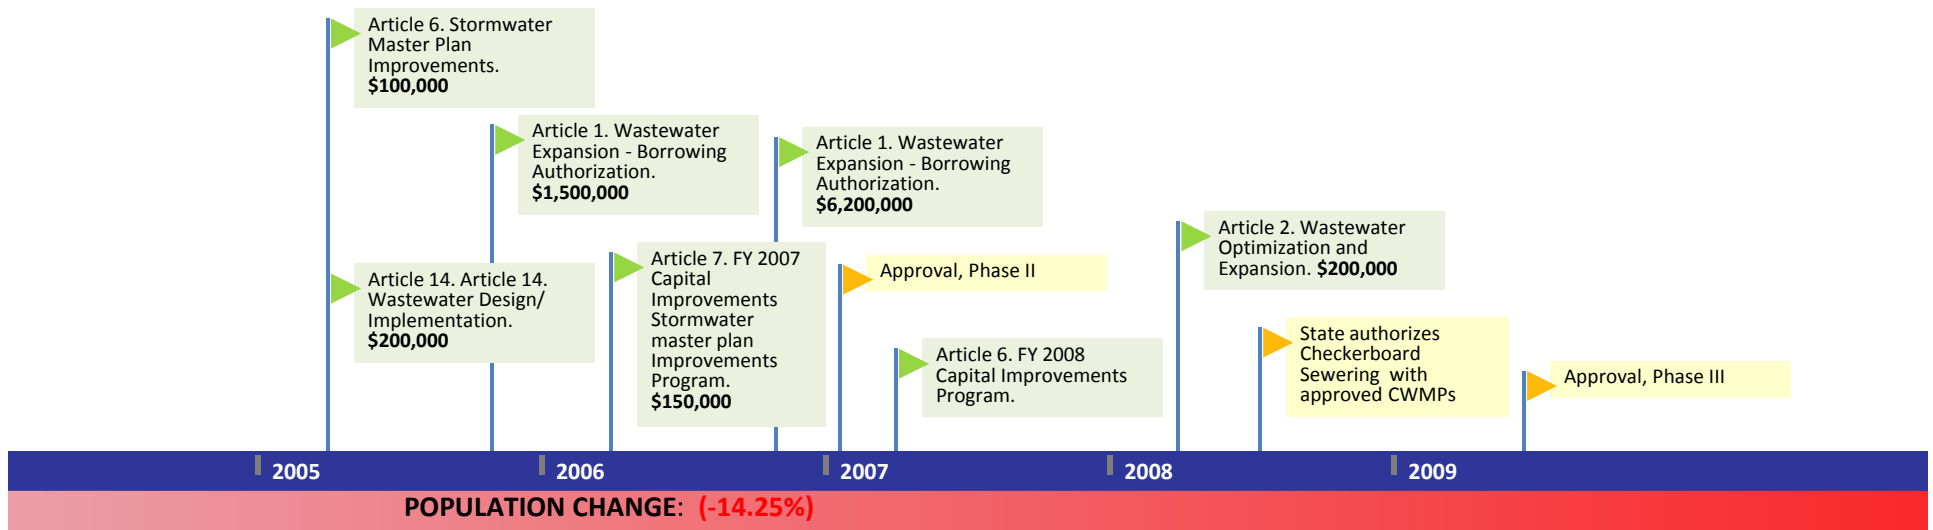 Article 6. Stormwater
Master Plan
Improvements.
$100,000
Article 14. Article 14.
Wastewater Design/
Implementation.
$200,000
Article 1. Wastewater
Expansion - Borrowing
Authorization.
$1,500,000
Article 7. FY 2007
Capital
Improvements
Stormwater
master plan
Improvements
Program.
$150,000
Article 1. Wastewater
Expansion - Borrowing
Authorization.
$6,200,000
Approval, Phase II
Article 6. FY 2008
Capital Improvements
Program.
Article 2. Wastewater
Optimization and
Expansion. $200,000
State authorizes
Checkerboard
Sewering with
approved CWMPs
Approval, Phase III
2005
2006
2007
2008
2009
POPULATION CHANGE: (-14.25%)